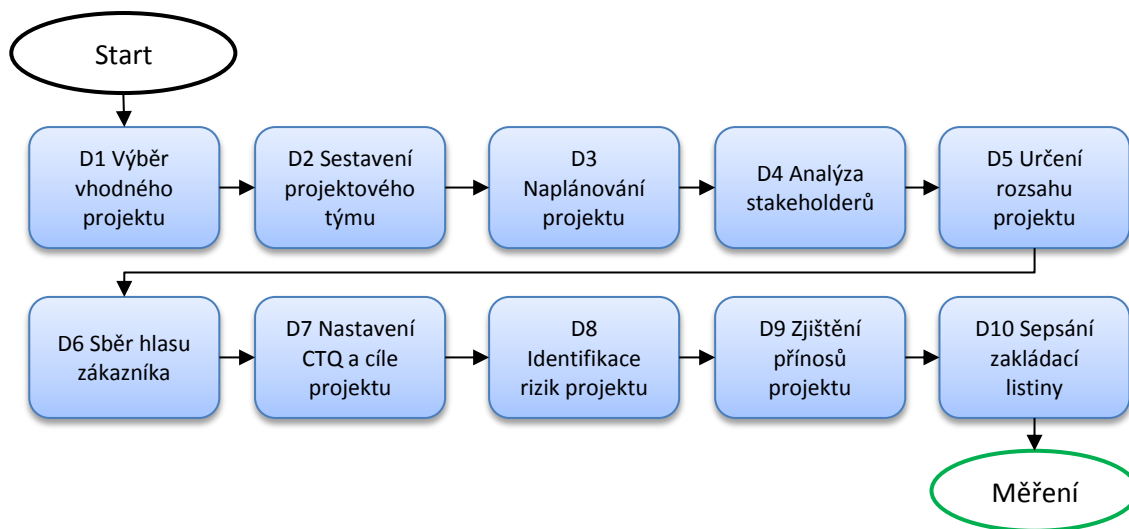 Start
D1 Výběr
vhodného
projektu
D2 Sestavení
projektového
týmu
D3
Naplánování
projektu
D4 Analýza
stakeholderů
D5 Určení
rozsahu
projektu
D6 Sběr hlasu
zákazníka
D7 Nastavení
CTQ a cíle
projektu
D8
Identifikace
rizik projektu
D9 Zjištění
přínosů
projektu
D10 Sepsání
zakládací
listiny
Měření